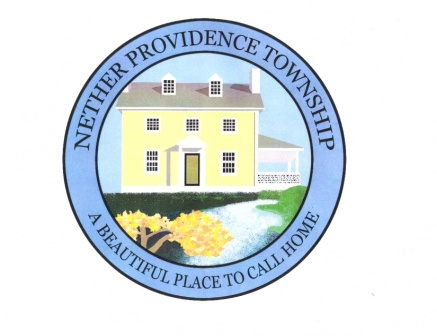 NETHER PROVIDENCE TOWNSHIP
A BEAUTIFUL PLACE TO CALL HOME